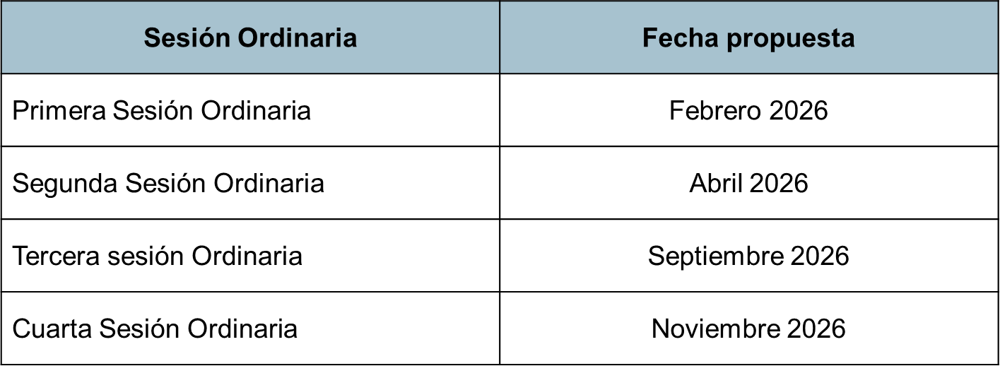 Sesión Ordinaria Fecha propuesta
Primera Sesión Ordinaria Febrero 2026
Segunda Sesión Ordinaria Abril 2026
Tercera sesión Ordinaria Septiembre 2026
Cuarta Sesión Ordinaria Noviembre 2026